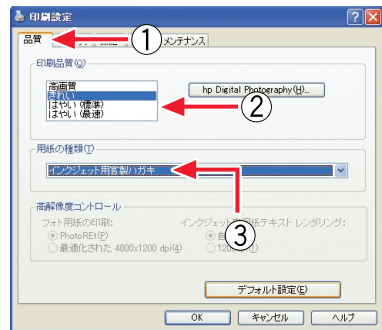 印刷設定
品質 メンテナンス
①
印刷品質(Q)
高画質
きれい
はやい(標準)
はやい(最速)
hp Digital Photography(H)..
②
用紙の種類(T)
インクジェット用官製ハガキ
③
高解像度コントロール
フォト用紙の印刷:
PhotoREt(P)
最適化された 4800x1200 dpi(4)
インクジェット 用紙テキスト レンダリング:
デフォルト設定(E)
OK キャンセル ヘルプ